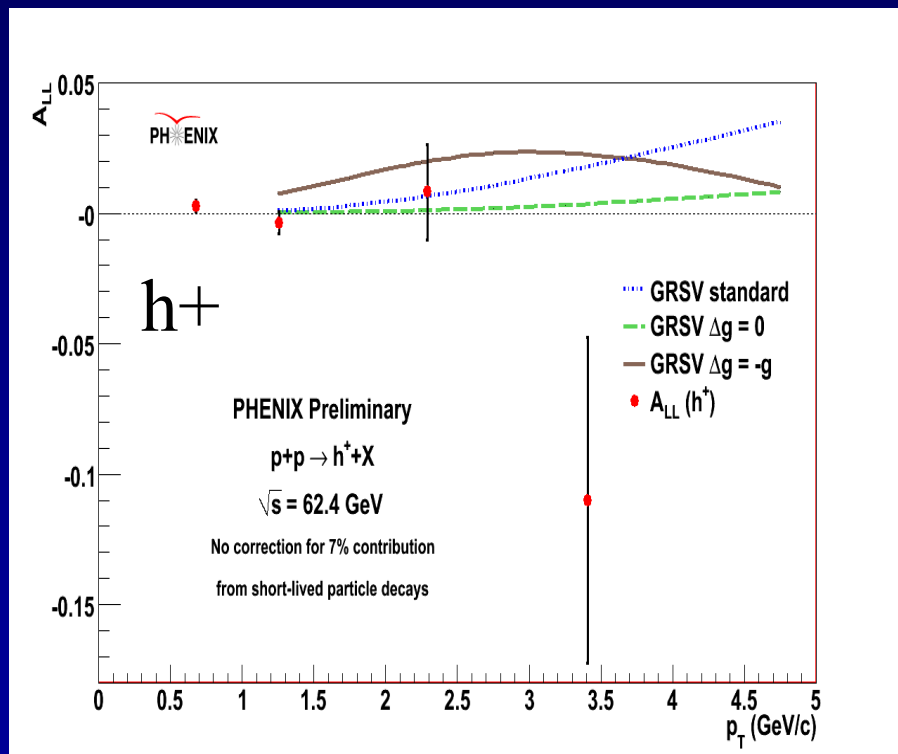 A_LL
0.05
-0
-0.05
-0.1
-0.15
PHENIX
h+
GRSV standard
GRSV Δg = 0
GRSV Δg = -g
A_LL (h⁺)
PHENIX Preliminary
p+p → h⁺+X
√s = 62.4 GeV
No correction for 7% contribution
from short-lived particle decays
0 0.5 1 1.5 2 2.5 3 3.5 4 4.5 5
p_T (GeV/c)